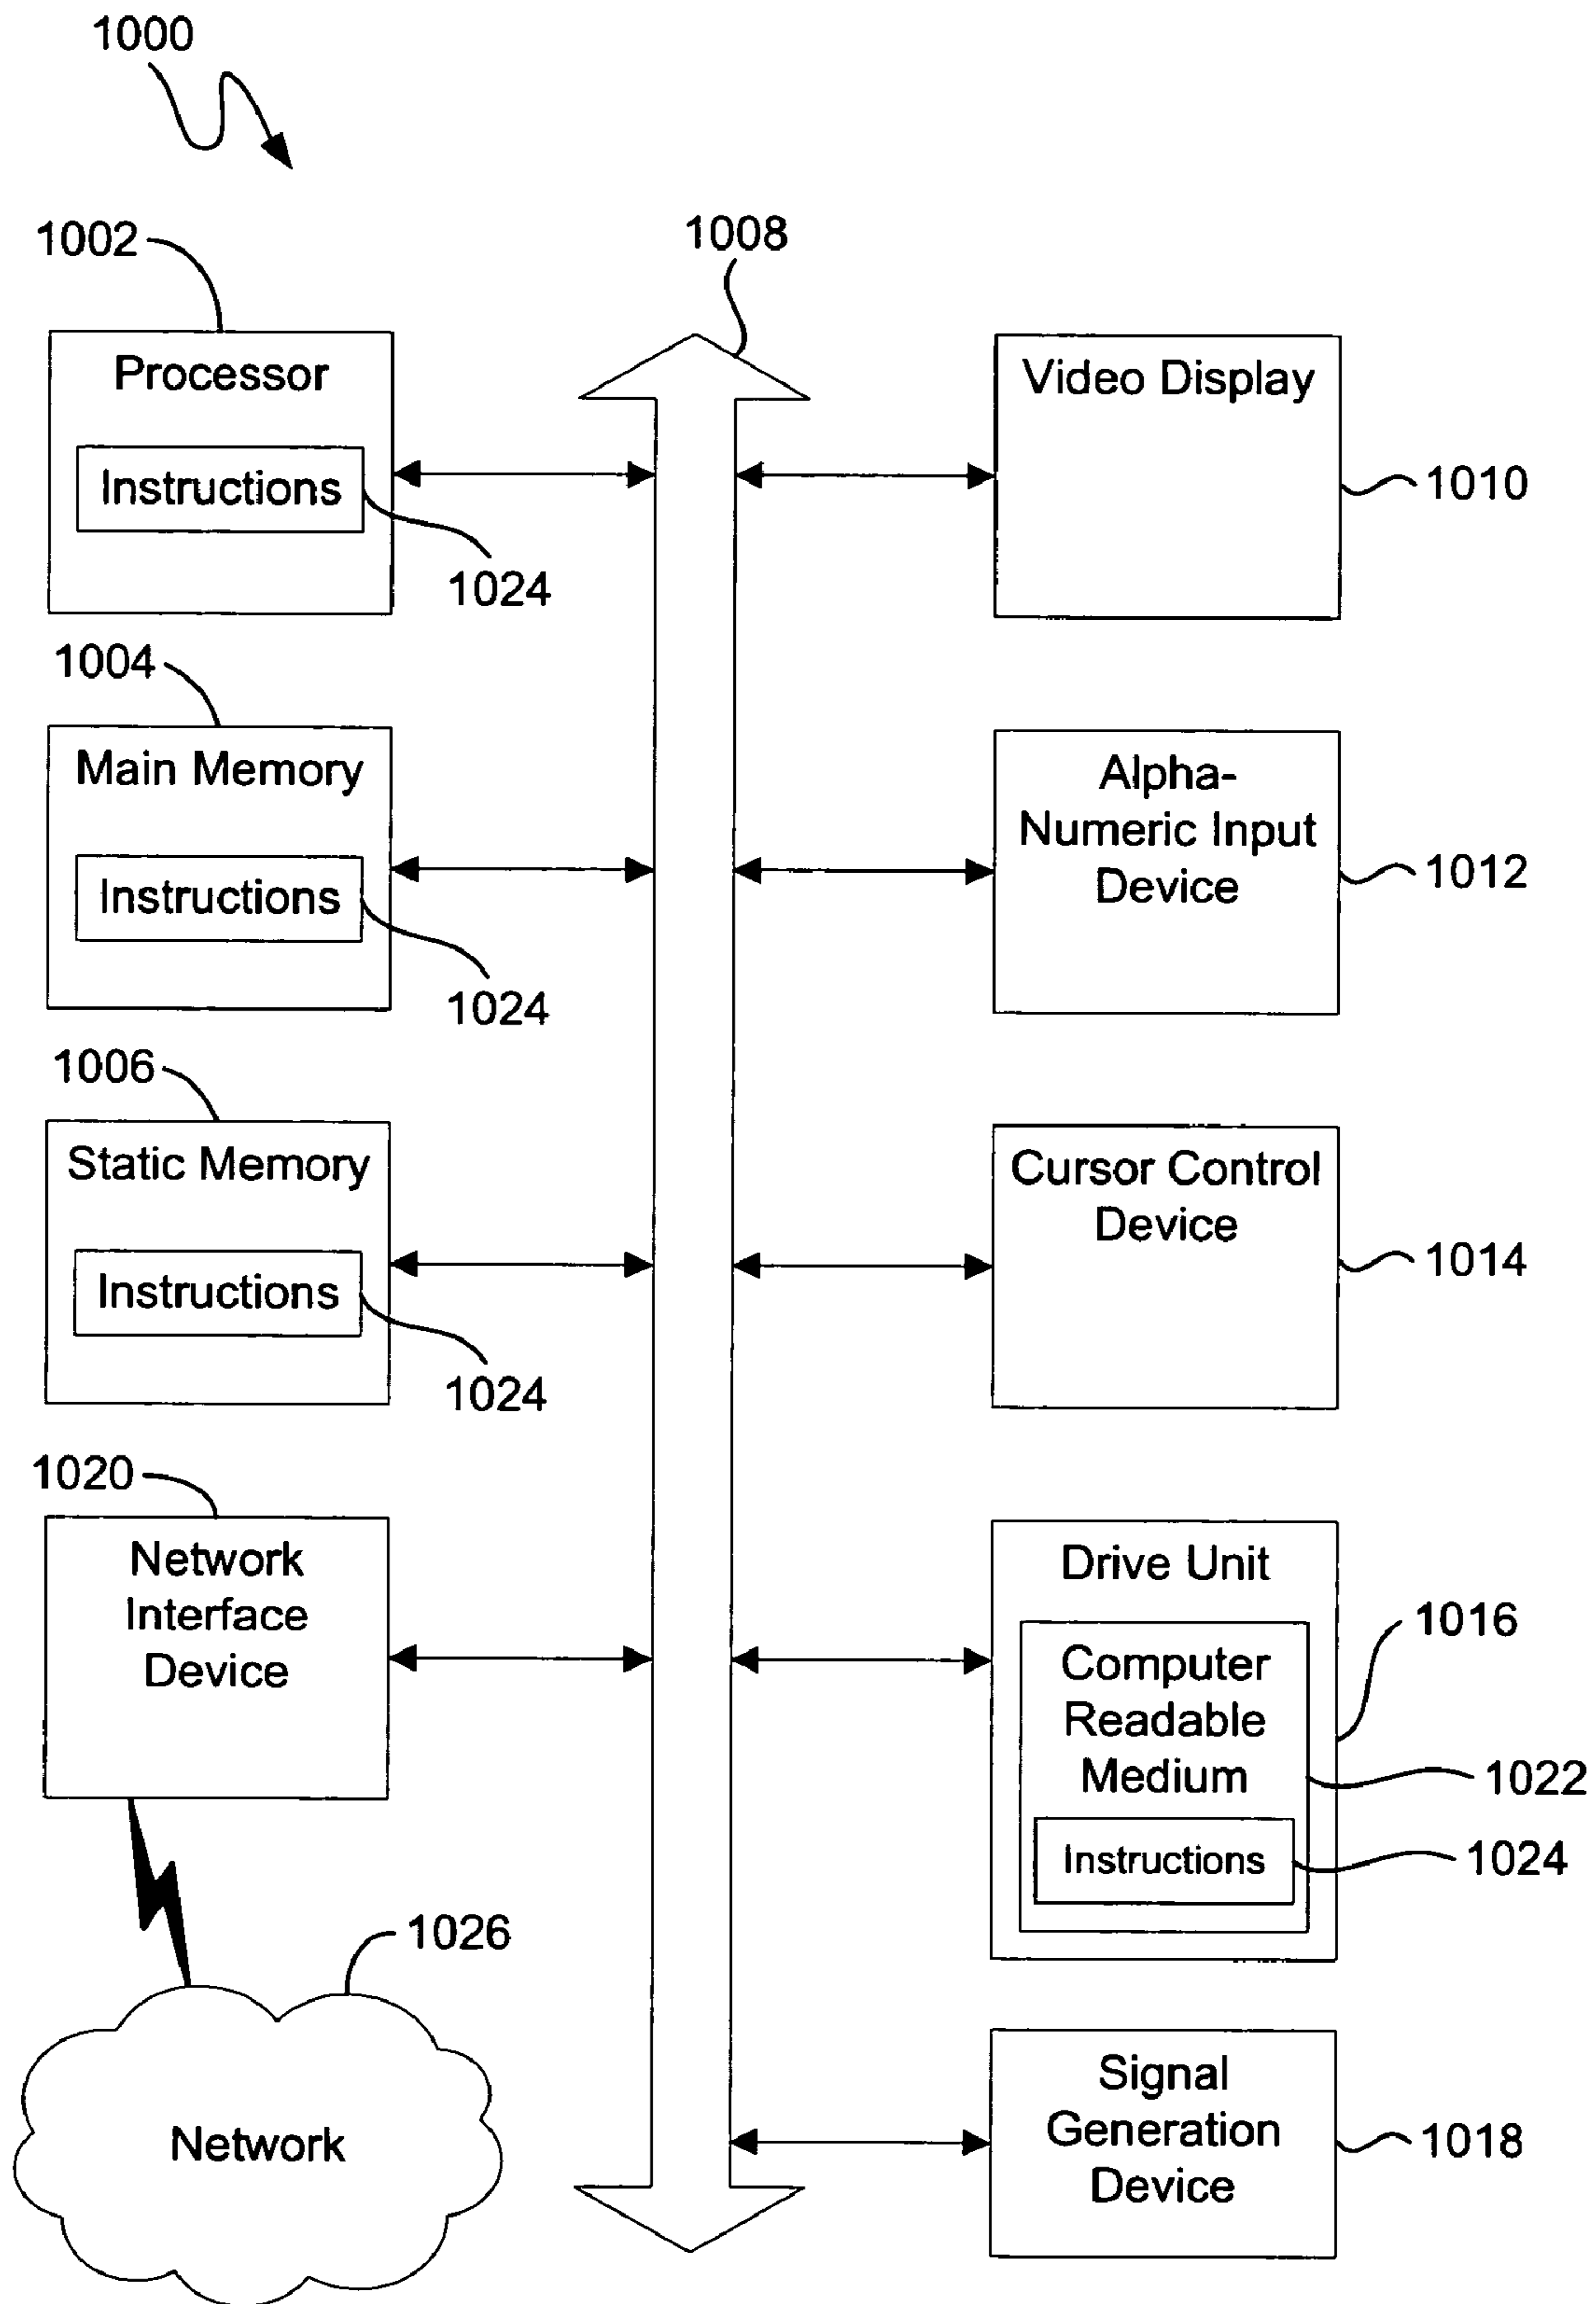 1000
1002
1008
Processor
Instructions
1024
Video Display
1010
1004
Main Memory
Instructions
1024
Alpha-
Numeric Input
Device
1012
1006
Static Memory
Instructions
1024
Cursor Control
Device
1014
1020
Network
Interface
Device
Drive Unit
1016
Computer
Readable
Medium
1022
Instructions
1024
1026
Network
Signal
Generation
Device
1018